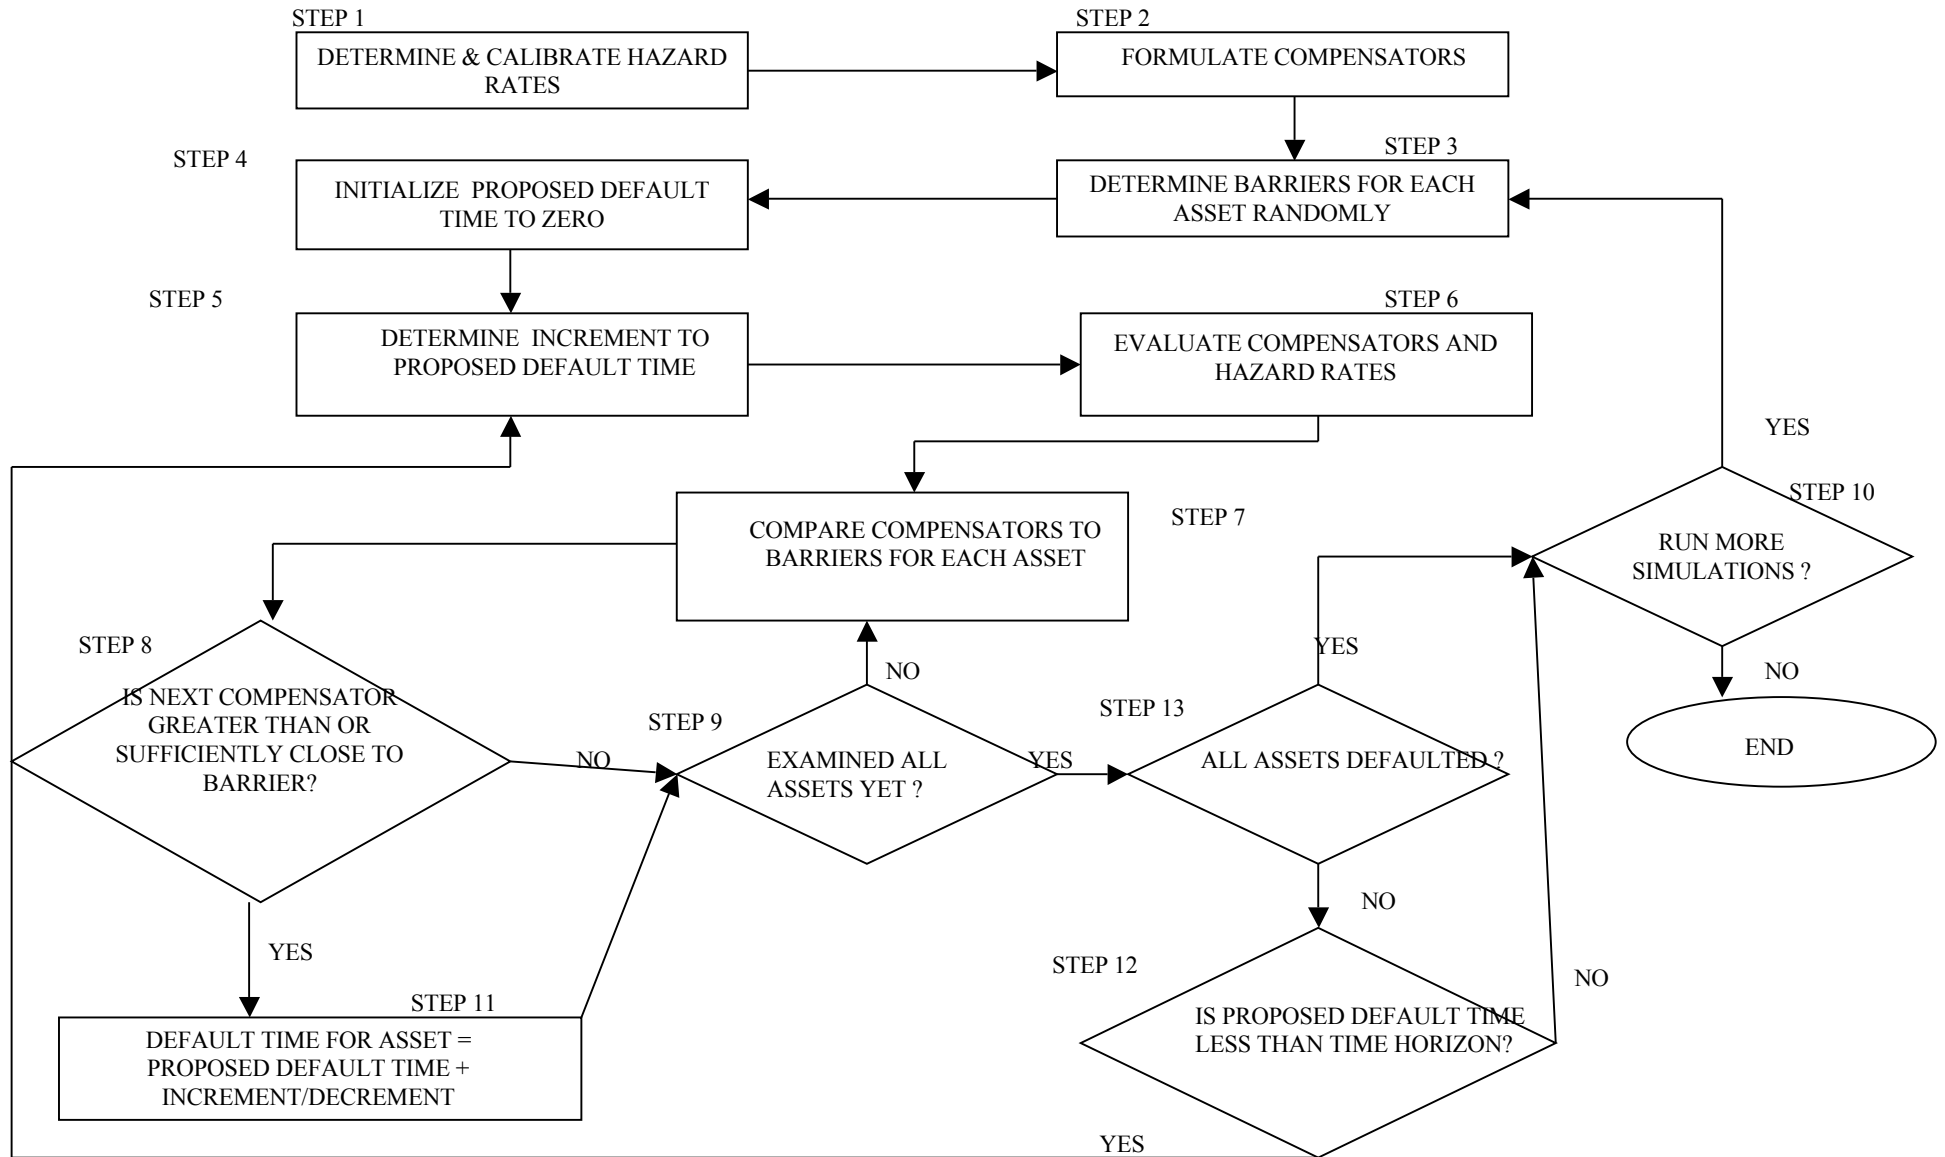 STEP 1
DETERMINE & CALIBRATE HAZARD
RATES
STEP 2
FORMULATE COMPENSATORS
STEP 3
DETERMINE BARRIERS FOR EACH
ASSET RANDOMLY
STEP 4
INITIALIZE PROPOSED DEFAULT
TIME TO ZERO
STEP 5
DETERMINE INCREMENT TO
PROPOSED DEFAULT TIME
STEP 6
EVALUATE COMPENSATORS AND
HAZARD RATES
STEP 7
COMPARE COMPENSATORS TO
BARRIERS FOR EACH ASSET
STEP 8
IS NEXT COMPENSATOR
GREATER THAN OR
SUFFICIENTLY CLOSE TO
BARRIER?
NO
YES
STEP 9
EXAMINED ALL
ASSETS YET ?
NO
YES
STEP 13
ALL ASSETS DEFAULTED ?
YES
NO
STEP 10
RUN MORE
SIMULATIONS ?
YES
NO
END
STEP 11
DEFAULT TIME FOR ASSET =
PROPOSED DEFAULT TIME +
INCREMENT/DECREMENT
STEP 12
IS PROPOSED DEFAULT TIME
LESS THAN TIME HORIZON?
NO
YES